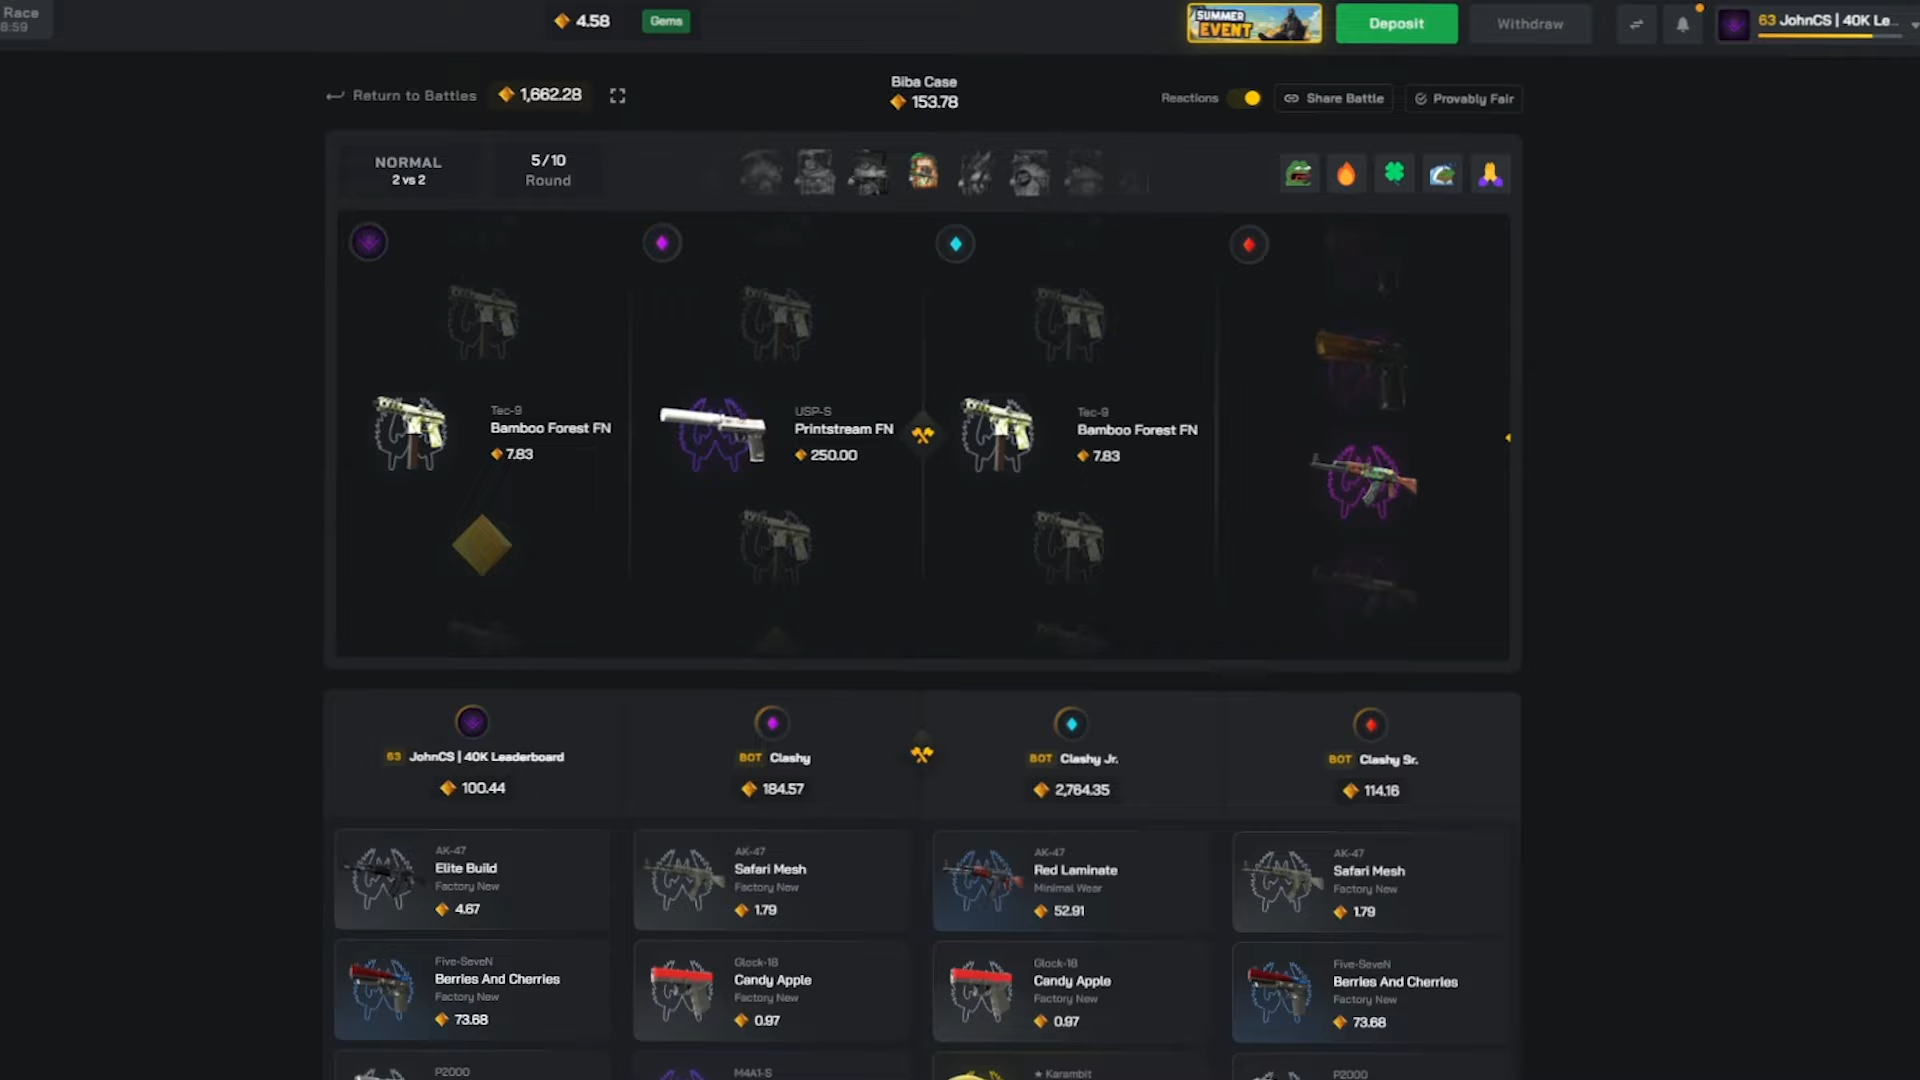 Race
8:59
4.58
Gems
SUMMER
EVENT
Deposit
Withdraw
63 JohnCS | 40K Le...
Return to Battles
1,662.28
Biba Case
153.78
Reactions
Share Battle
Provably Fair
NORMAL
2 vs 2
5/10
Round
Tec-9
Bamboo Forest FN
7.83
USP-S
Printstream FN
250.00
Tec-9
Bamboo Forest FN
7.83
63 JohnCS | 40K Leaderboard
100.44
BOT Clashy
184.57
BOT Clashy Jr.
2,764.35
BOT Clashy Sr.
114.16
AK-47
Elite Build
Factory New
4.67
AK-47
Safari Mesh
Factory New
1.79
AK-47
Red Laminate
Minimal Wear
52.91
AK-47
Safari Mesh
Factory New
1.79
Five-SeveN
Berries And Cherries
Factory New
73.68
Glock-18
Candy Apple
Factory New
0.97
Glock-18
Candy Apple
Factory New
0.97
Five-SeveN
Berries And Cherries
Factory New
73.68
P2000
M4A1-S
★ Karambit
P2000